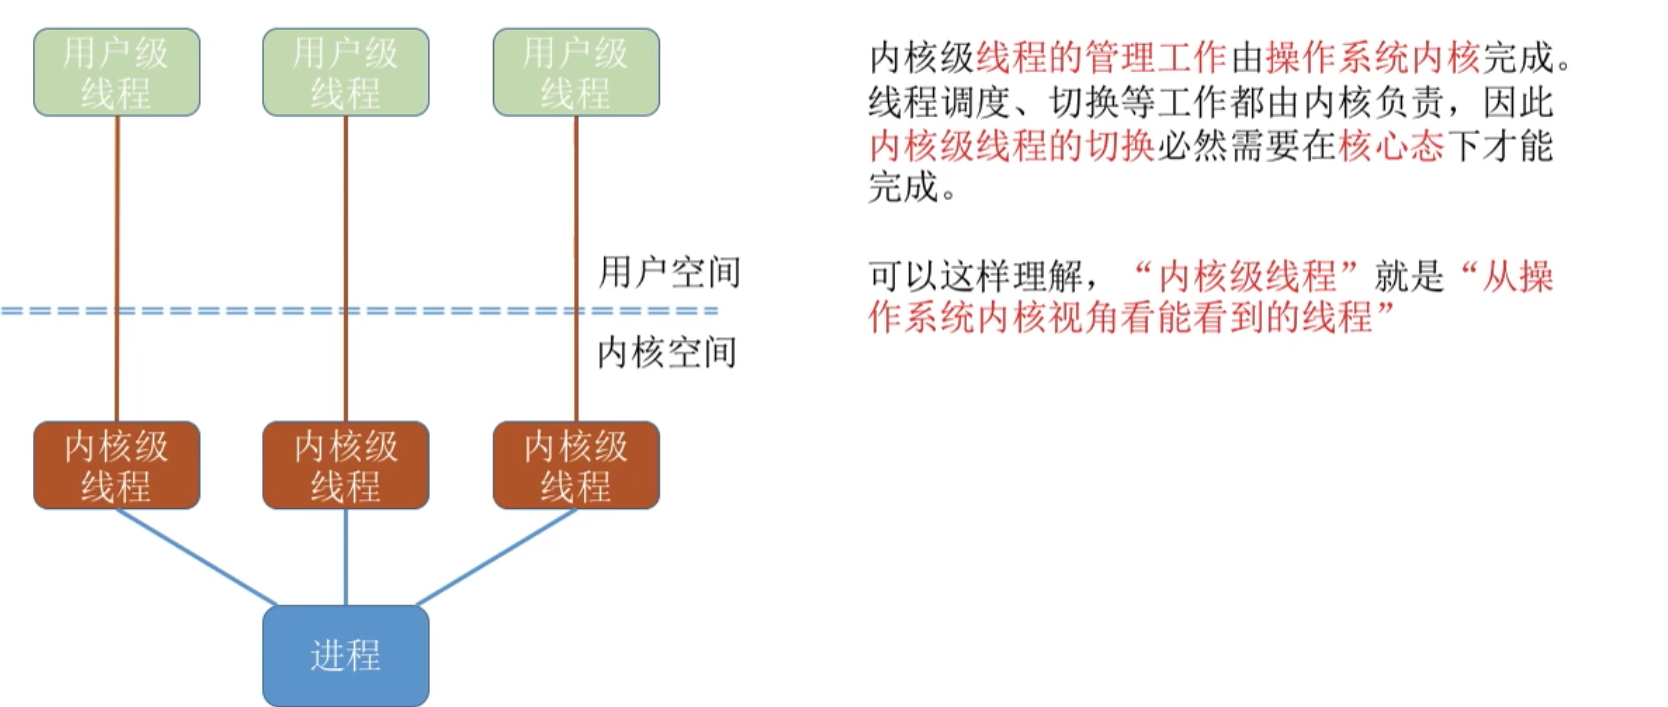 用户级
线程
用户级
线程
用户级
线程
用户空间
内核空间
内核级
线程
内核级
线程
内核级
线程
进程
内核级线程的管理工作由操作系统内核完成。
线程调度、切换等工作都由内核负责，因此
内核级线程的切换必然需要在核心态下才能
完成。
可以这样理解，“内核级线程”就是“从操
作系统内核视角看能看到的线程”